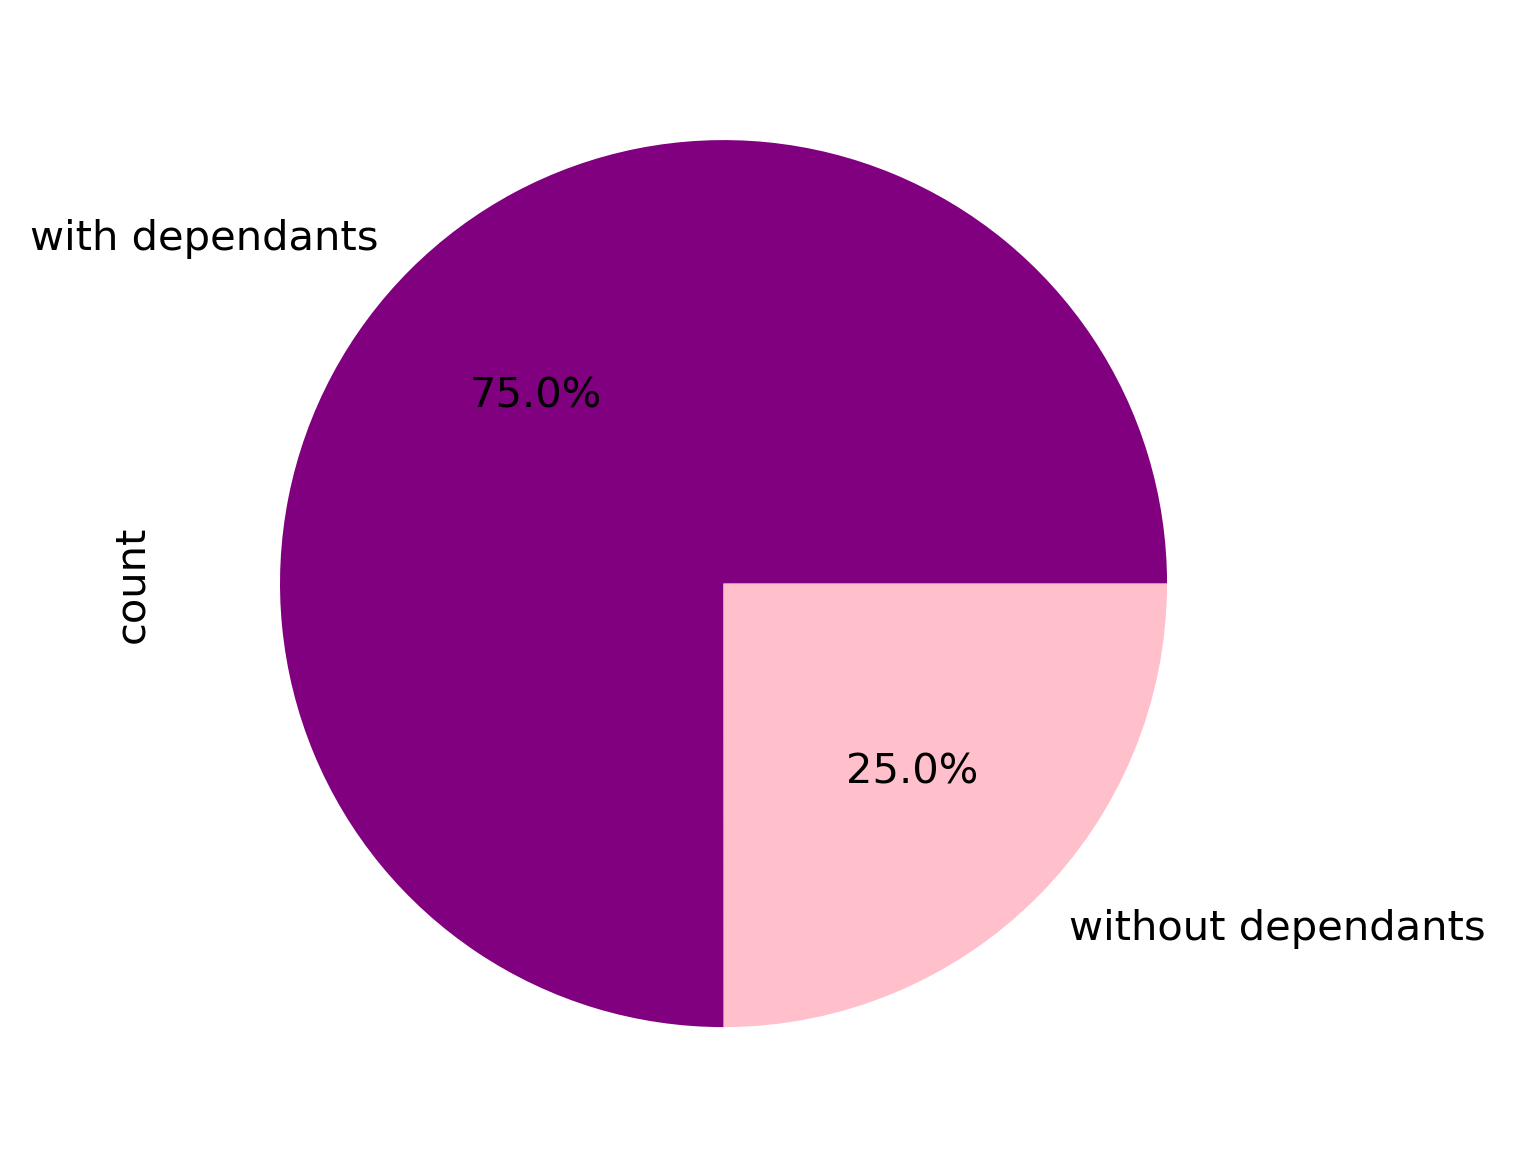 with dependants
75.0%
count
25.0%
without dependants